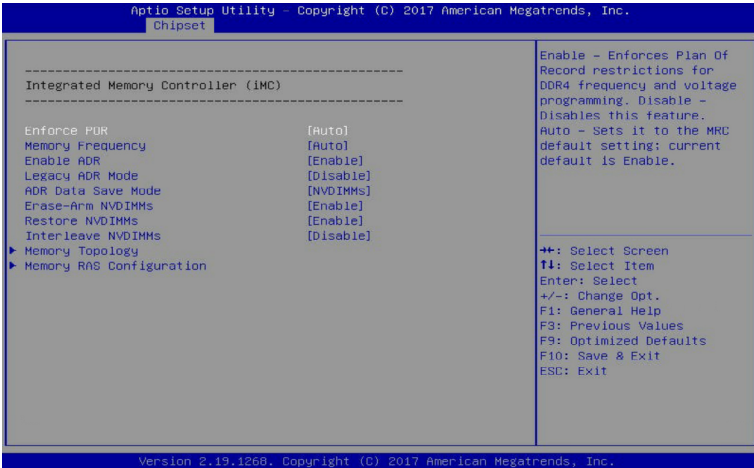 Aptio Setup Utility – Copyright (C) 2017 American Megatrends, Inc.
Chipset
------------------------------------------------
Integrated Memory Controller (iMC)
------------------------------------------------
Enforce POR [Auto]
Memory Frequency [Auto]
Enable ADR [Enable]
Legacy ADR Mode [Disable]
ADR Data Save Mode [NVDIMMs]
Erase-Arm NVDIMMs [Enable]
Restore NVDIMMs [Enable]
Interleave NVDIMMs [Disable]
Memory Topology
Memory RAS Configuration
Enable – Enforces Plan Of
Record restrictions for
DDR4 frequency and voltage
programming. Disable –
Disables this feature.
Auto – Sets it to the MRC
default setting; current
default is Enable.
→←: Select Screen
↑↓: Select Item
Enter: Select
+/-: Change Opt.
F1: General Help
F3: Previous Values
F9: Optimized Defaults
F10: Save & Exit
ESC: Exit
Version 2.19.1268. Copyright (C) 2017 American Megatrends, Inc.